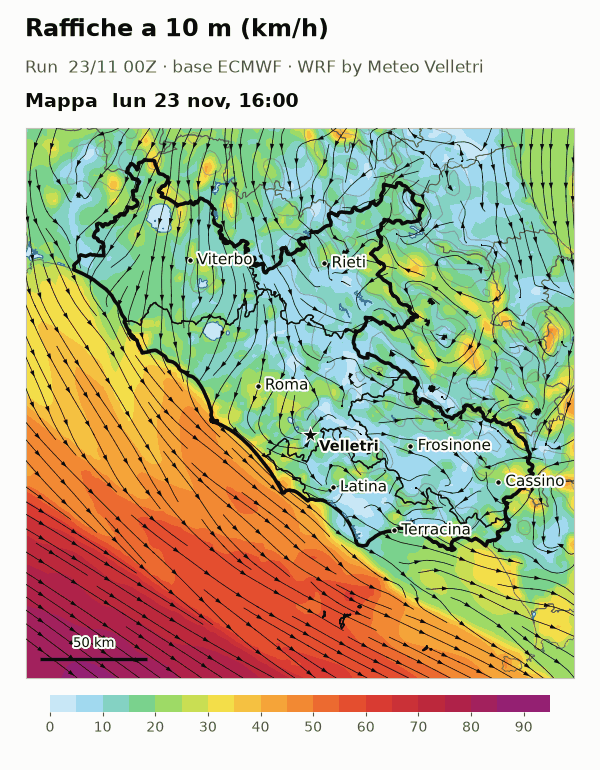 Raffiche a 10 m (km/h)
Run 23/11 00Z · base ECMWF · WRF by Meteo Velletri
Mappa lun 23 nov, 16:00
Viterbo
Rieti
Roma
Velletri
Frosinone
Cassino
Latina
Terracina
50 km
0 10 20 30 40 50 60 70 80 90